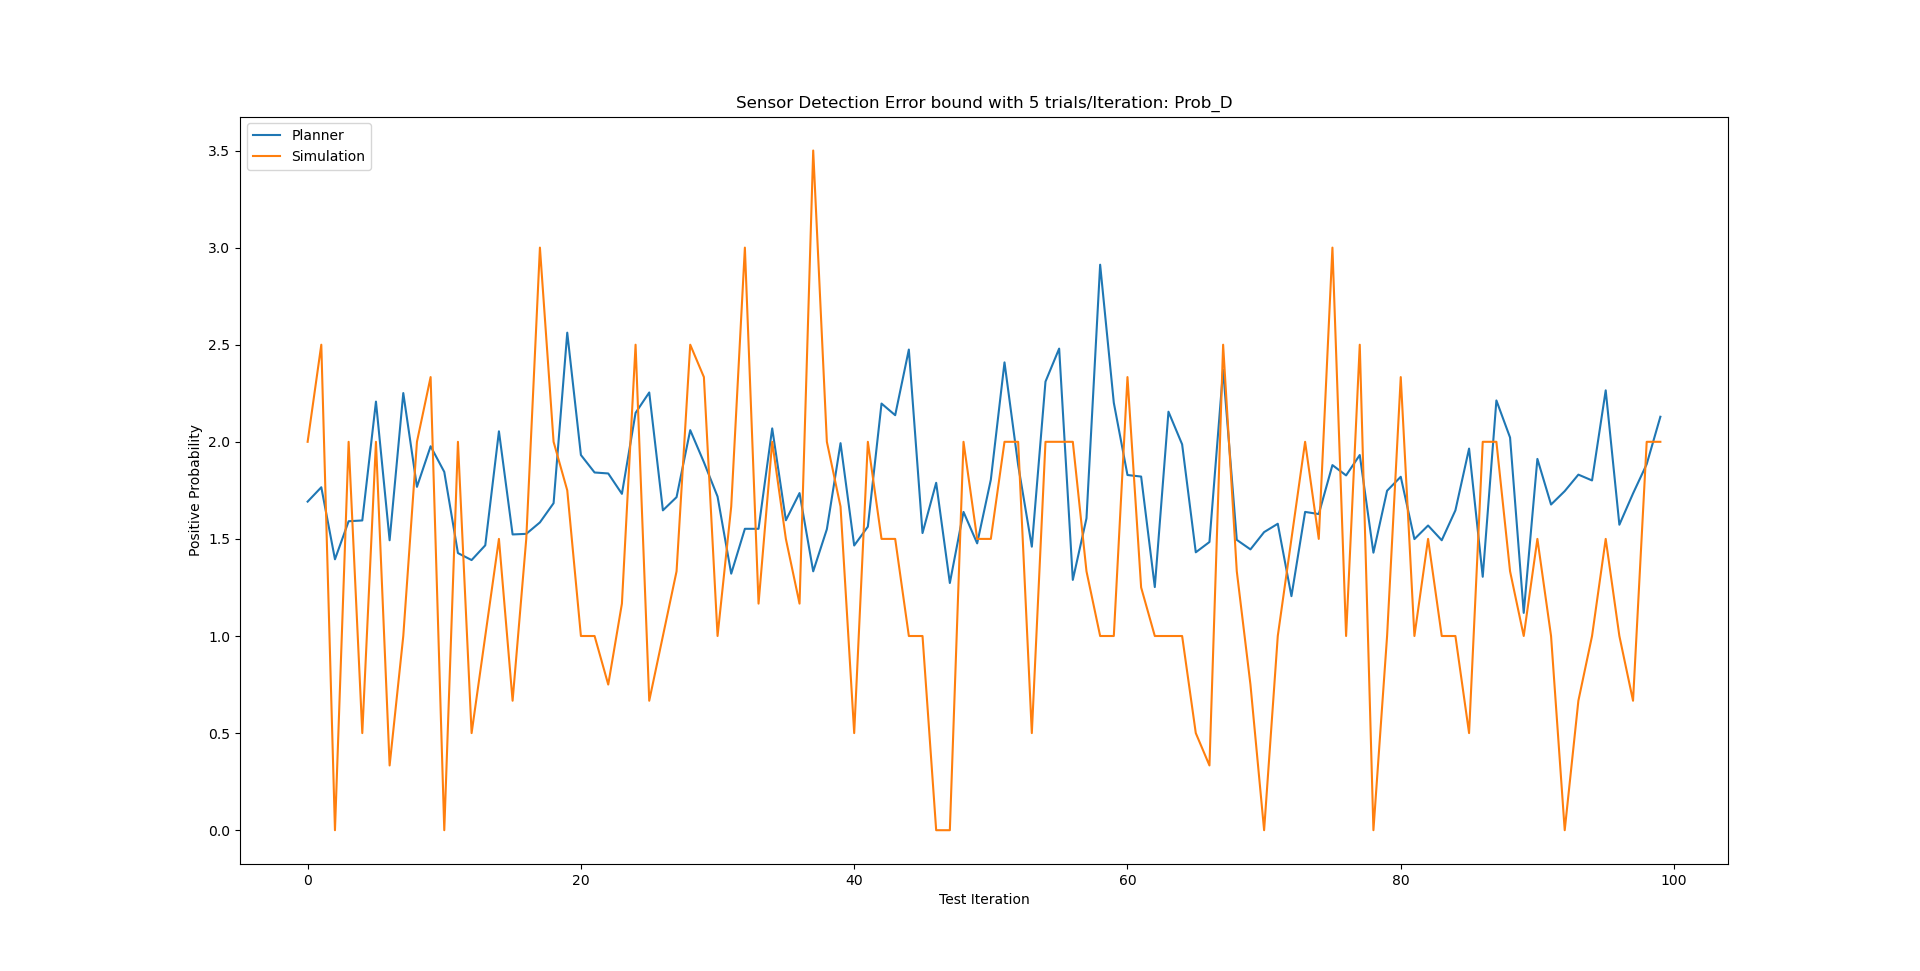 Sensor Detection Error bound with 5 trials/Iteration: Prob_D
Planner
Simulation
3.5
3.0
2.5
2.0
1.5
1.0
0.5
0.0
Positive Probability
0 20 40 60 80 100
Test Iteration